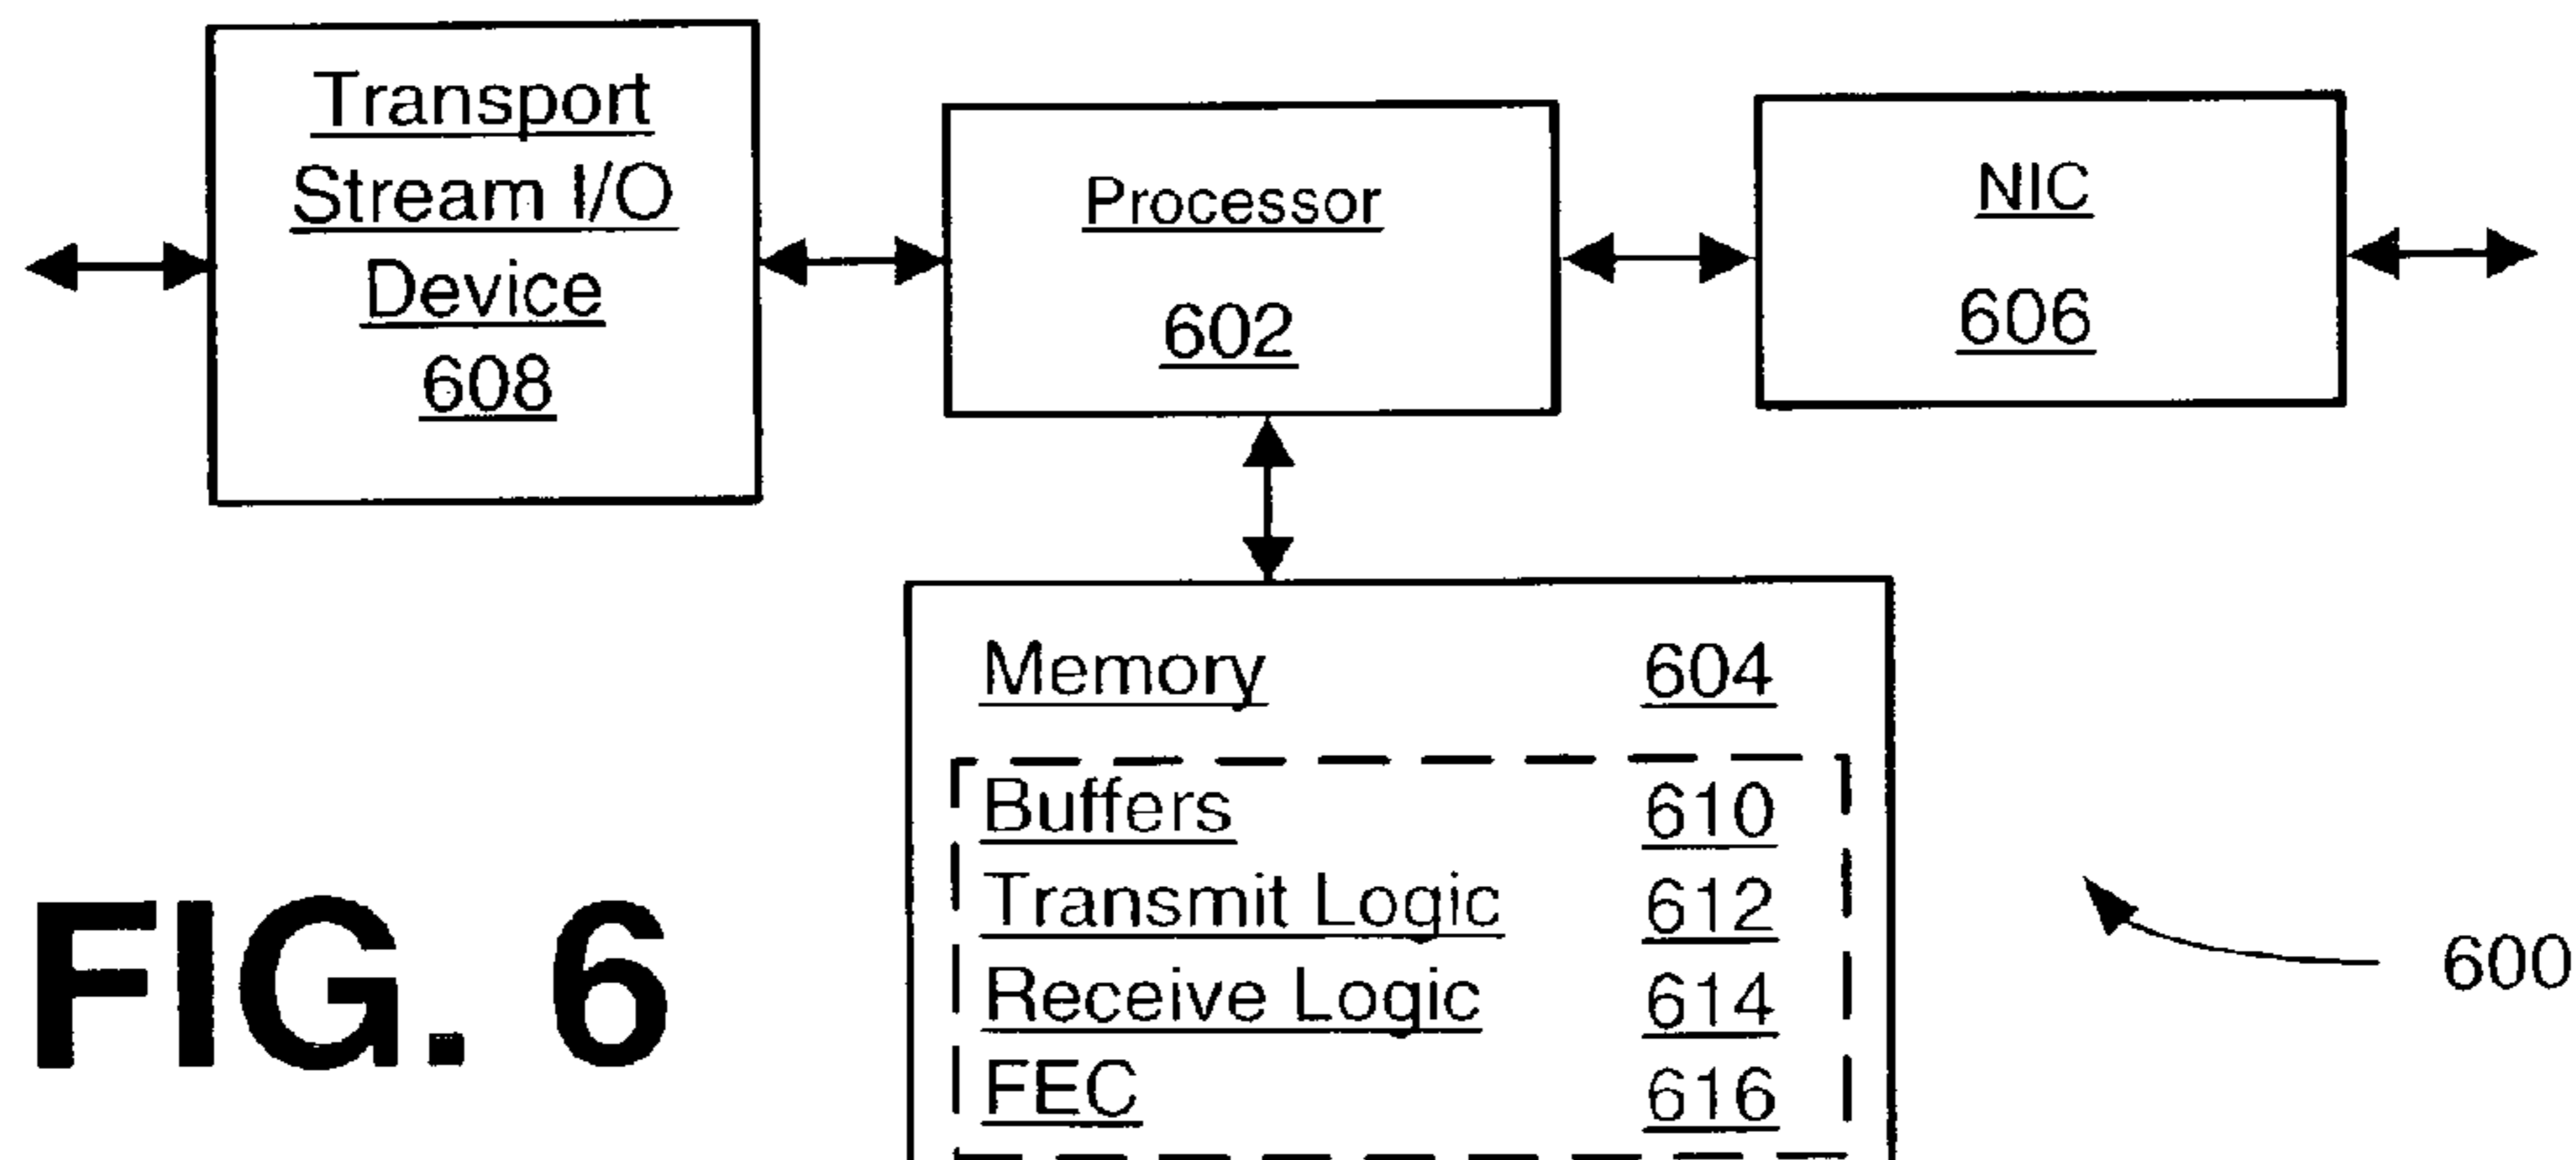 Transport
Stream I/O
Device
608
Processor
602
NIC
606
Memory 604
Buffers 610
Transmit Logic 612
Receive Logic 614
FEC 616
600
FIG. 6